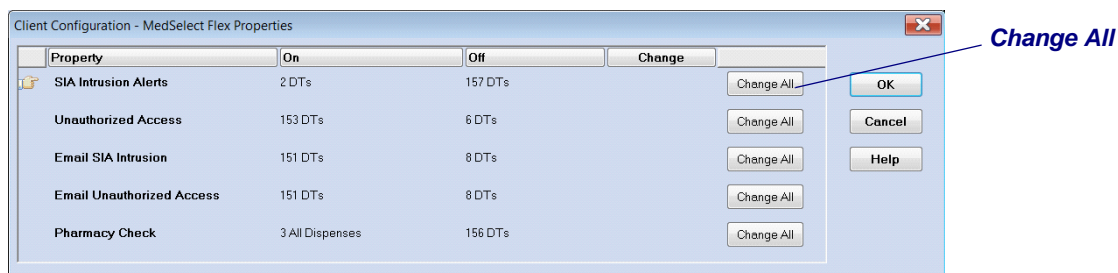 Client Configuration - MedSelect Flex Properties
Change All
Property On Off Change
SIA Intrusion Alerts 2 DTs 157 DTs Change All OK
Unauthorized Access 153 DTs 6 DTs Change All Cancel
Email SIA Intrusion 151 DTs 8 DTs Change All Help
Email Unauthorized Access 151 DTs 8 DTs Change All
Pharmacy Check 3 All Dispenses 156 DTs Change All